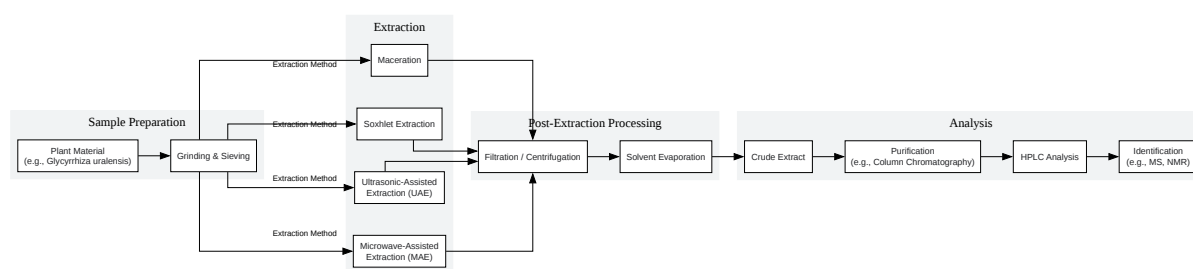 Extraction
Extraction Method
Maceration
Sample Preparation
Plant Material
(e.g., Glycyrrhiza uralensis)
Grinding & Sieving
Extraction Method
Soxhlet Extraction
Extraction Method
Ultrasonic-Assisted
Extraction (UAE)
Extraction Method
Microwave-Assisted
Extraction (MAE)
Post-Extraction Processing
Filtration / Centrifugation
Solvent Evaporation
Analysis
Crude Extract
Purification
(e.g., Column Chromatography)
HPLC Analysis
Identification
(e.g., MS, NMR)